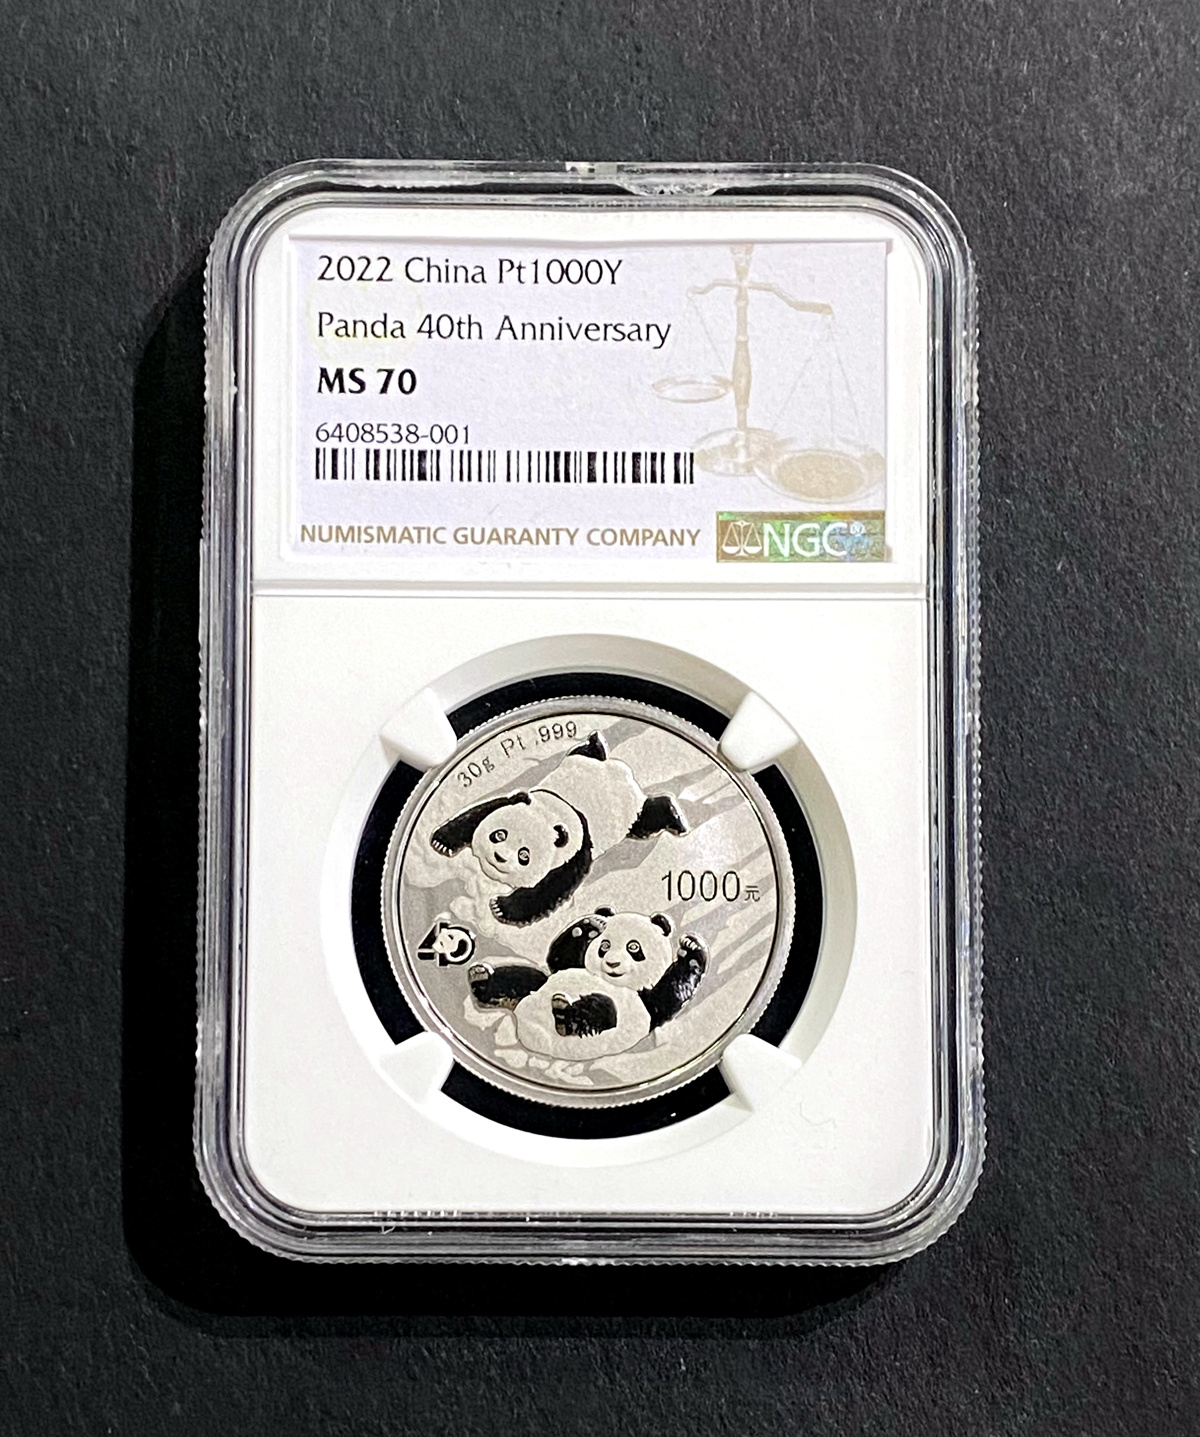 2022 China Pt1000Y
Panda 40th Anniversary
MS 70
6408538-001
NUMISMATIC GUARANTY COMPANY
NGC
30g Pt .999
1000元
40